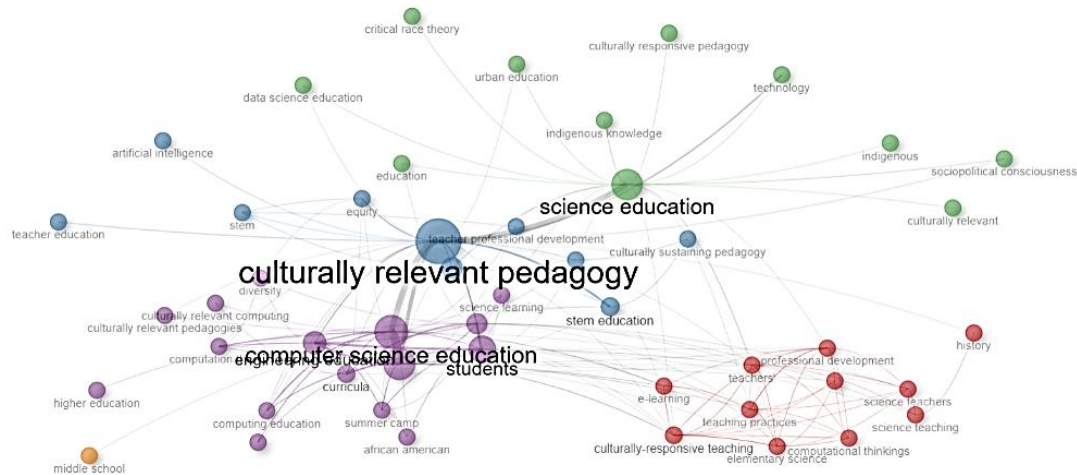 critical race theory
culturally responsive pedagogy
urban education
technology
data science education
indigenous knowledge
artificial intelligence
education
indigenous
sociopolitical consciousness
equity
science education
stem
culturally relevant
teacher education
teacher professional development
culturally sustaining pedagogy
culturally relevant pedagogy
diversity
science learning
culturally relevant computing
stem education
culturally relevant pedagogies
history
computation
computer science education
engineering education
professional development
students
teachers'
curricula
science teachers
e-learning
higher education
teaching practices
computing education
summer camp
science teaching
african american
culturally-responsive teaching
computational thinkings
elementary science
middle school